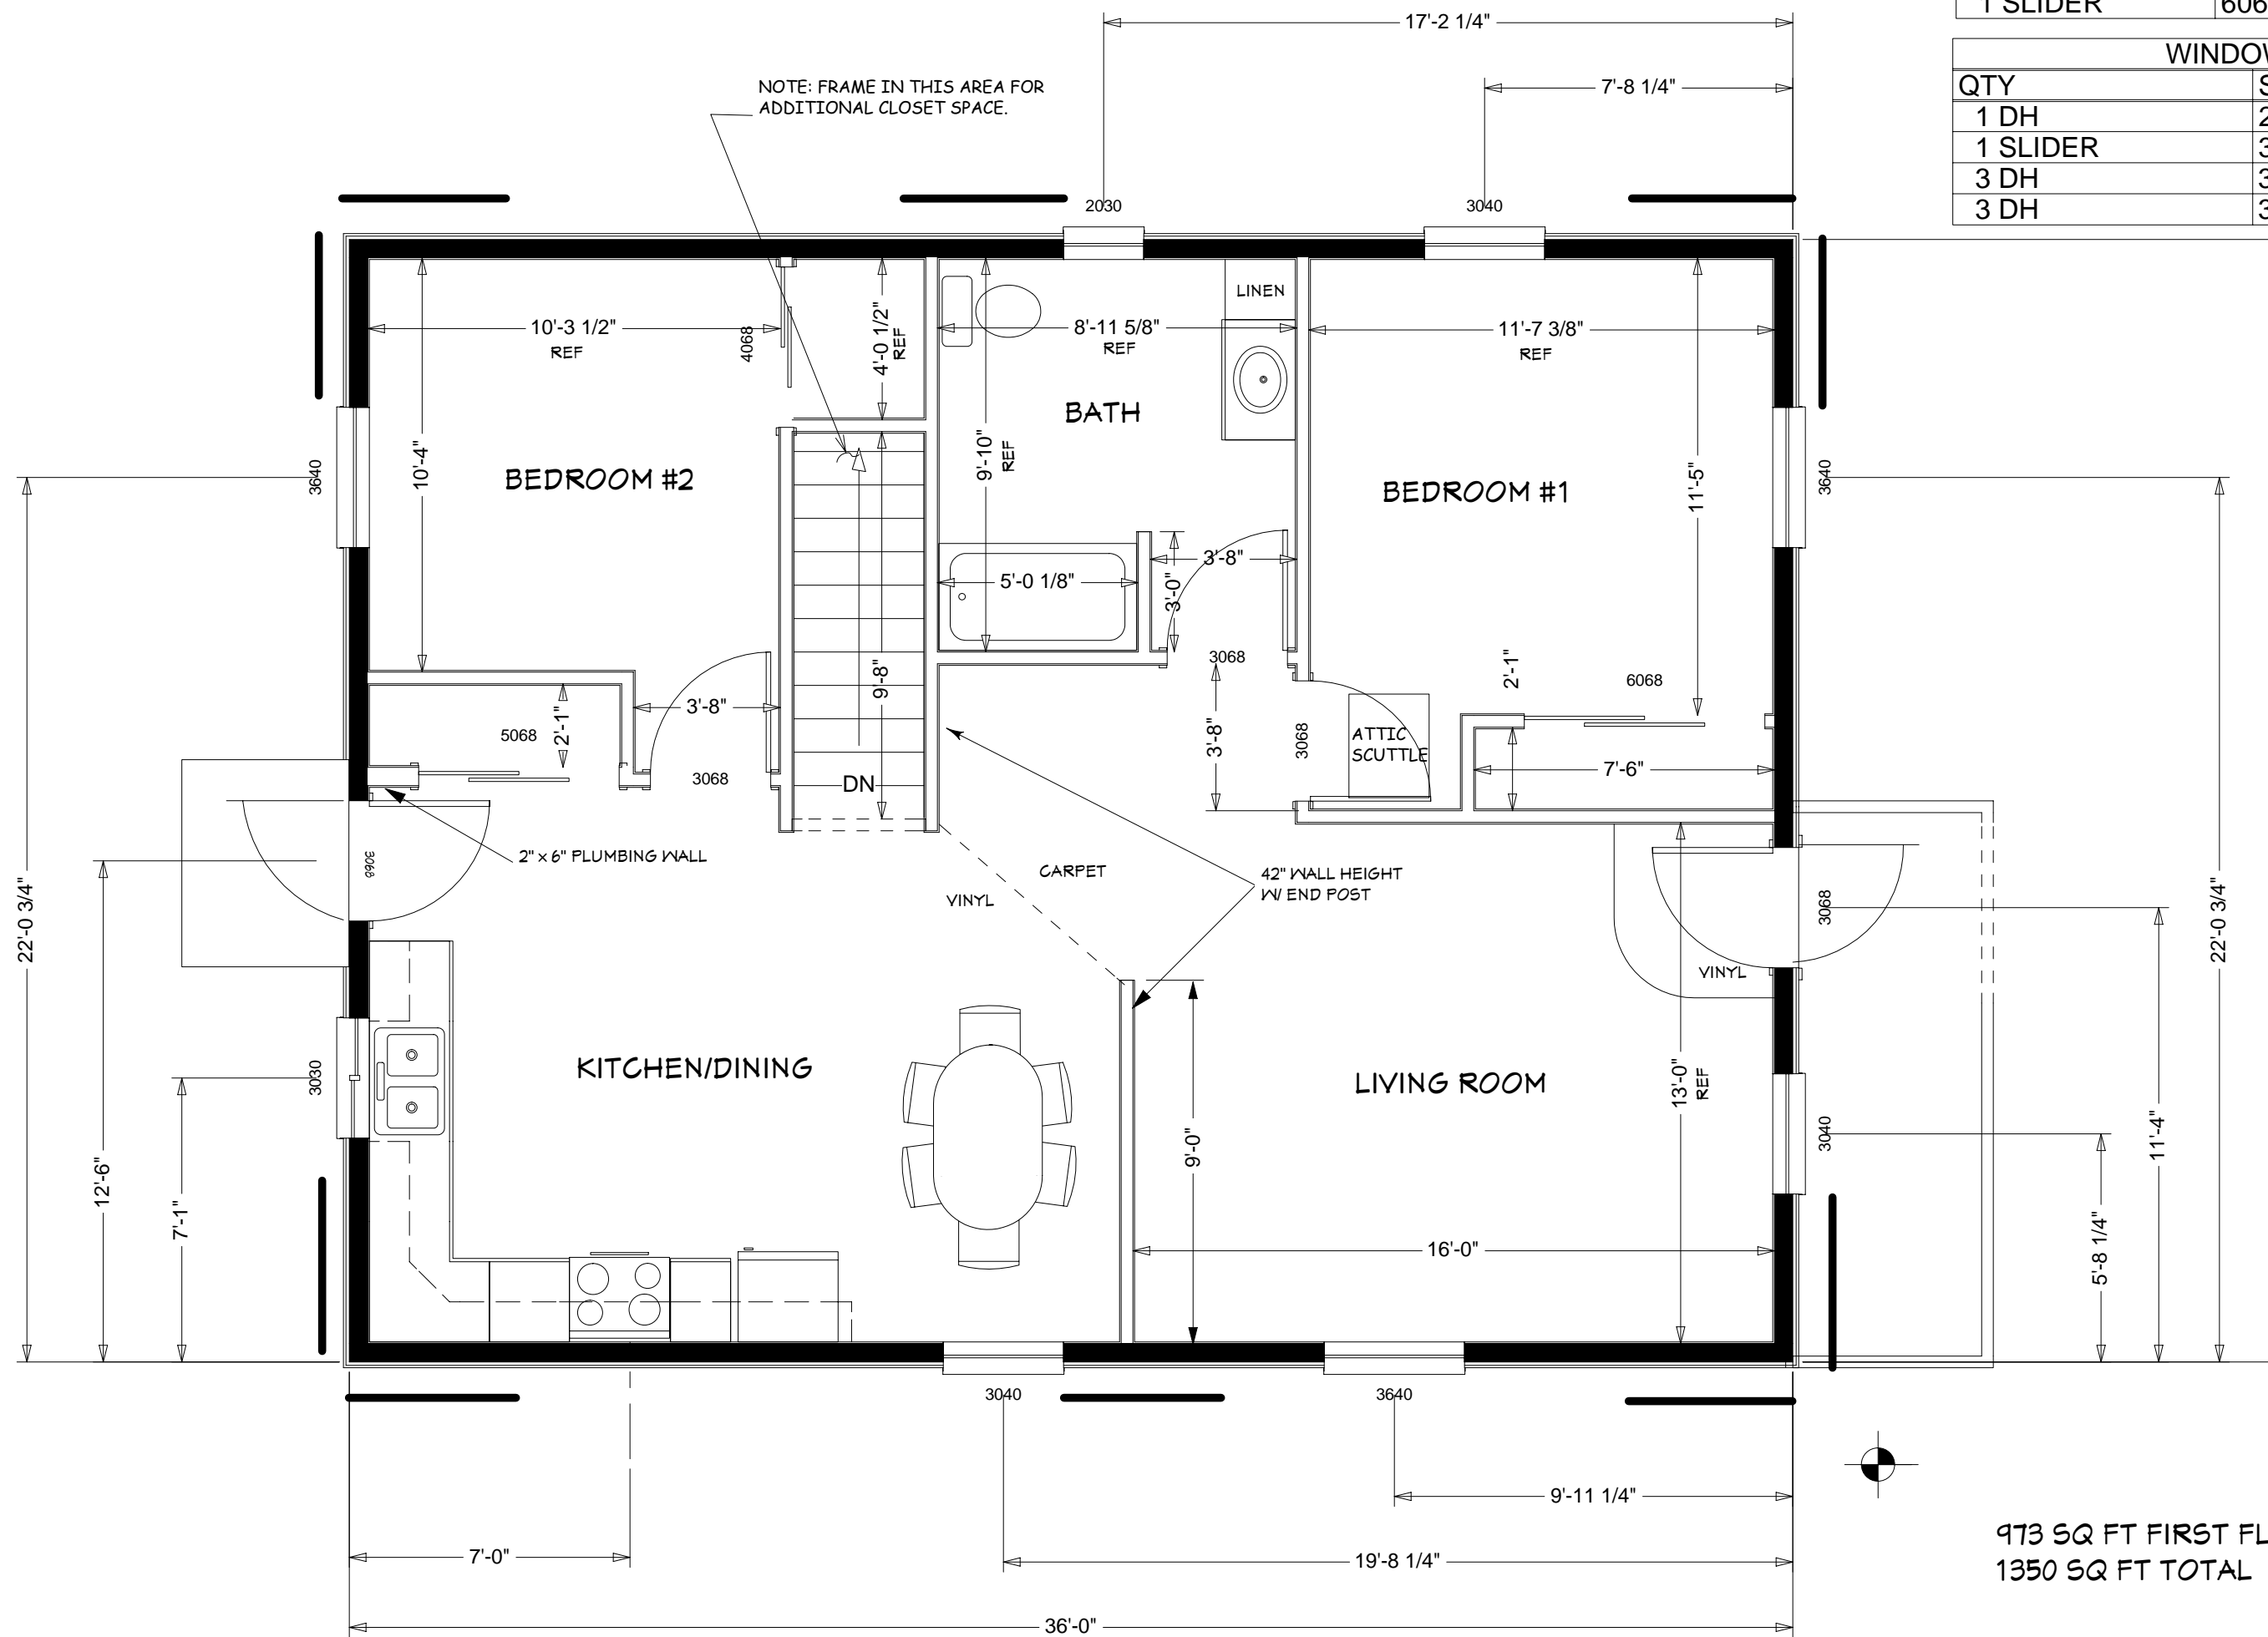 1 SLIDER 606
17'-2 1/4"
WINDOW
QTY S
1 DH 2
1 SLIDER 3
3 DH 3
3 DH 3
7'-8 1/4"
NOTE: FRAME IN THIS AREA FOR
ADDITIONAL CLOSET SPACE.
2030
3040
10'-3 1/2"
REF
4068
4'-0 1/2"
REF
8'-11 5/8"
REF
LINEN
11'-7 3/8"
REF
BATH
10'-4"
BEDROOM #2
9'-10"
REF
BEDROOM #1
11'-5"
3640
3640
5'-0 1/8"
3'-8"
3'-0"
3068
9'-8"
2'-1"
6068
3'-8"
5068
2'-1"
3068
DN
3'-8"
3068
ATTIC
SCUTTLE
7'-6"
2" x 6" PLUMBING WALL
3068
CARPET
VINYL
42" WALL HEIGHT
W/ END POST
3068
VINYL
22'-0 3/4"
22'-0 3/4"
KITCHEN/DINING
LIVING ROOM
13'-0"
REF
3030
3040
12'-6"
7'-1"
9'-0"
11'-4"
5'-8 1/4"
16'-0"
3040
3640
9'-11 1/4"
7'-0"
19'-8 1/4"
36'-0"
973 SQ FT FIRST FL
1350 SQ FT TOTAL